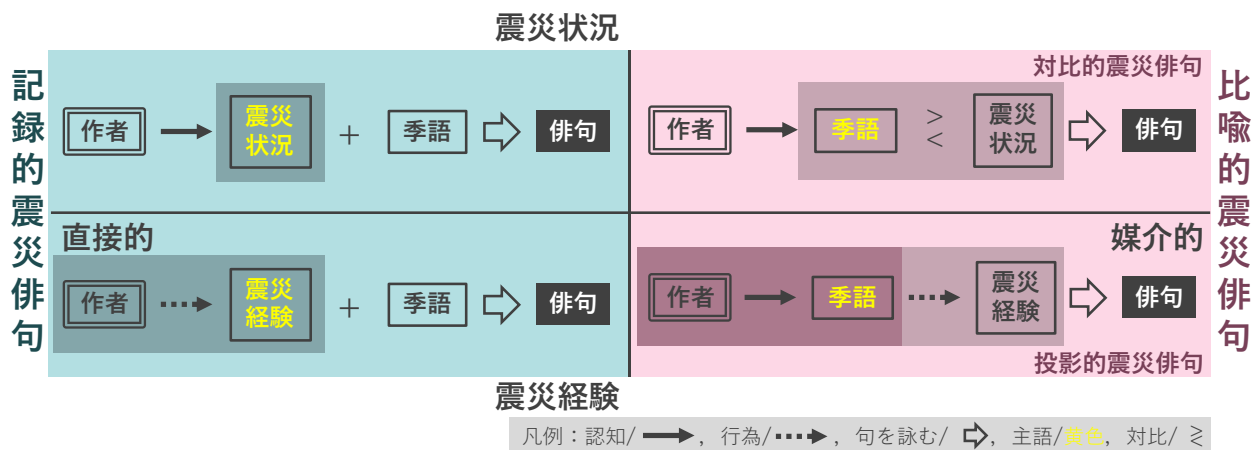 震災状況
記録的震災俳句
対比的震災俳句
比喩的震災俳句
作者
震災
状況
+
季語
俳句
作者
季語
>
<
震災
状況
俳句
直接的
媒介的
作者
震災
経験
+
季語
俳句
作者
季語
震災
経験
俳句
投影的震災俳句
震災経験
凡例：認知/ ➞, 行為/ ⇢, 句を詠む/ ⇨, 主語/黄色, 対比/ ≷